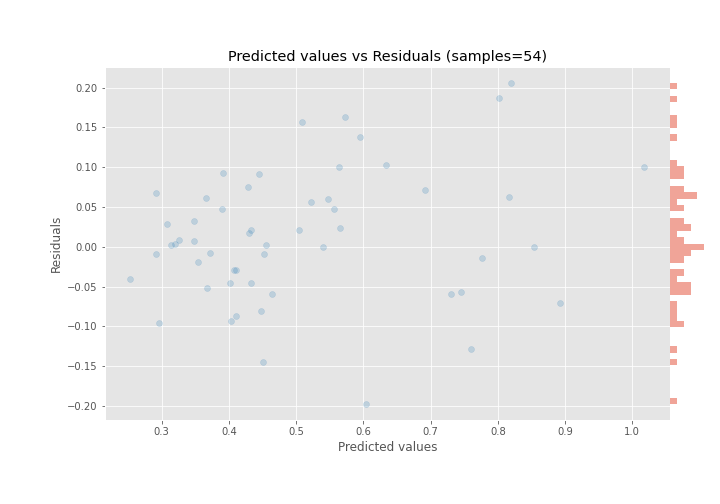 Predicted values vs Residuals (samples=54)
0.20
0.15
0.10
0.05
0.00
−0.05
−0.10
−0.15
−0.20
Residuals
0.3 0.4 0.5 0.6 0.7 0.8 0.9 1.0
Predicted values